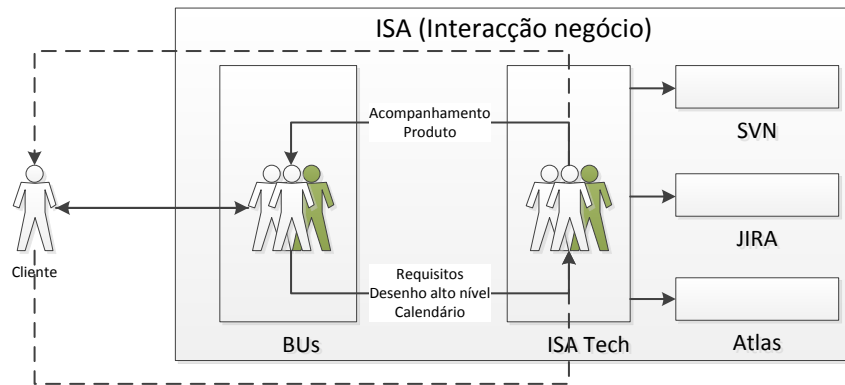 ISA (Interacção negócio)
Acompanhamento
Produto
SVN
JIRA
Cliente
Requisitos
Desenho alto nível
Calendário
BUs
ISA Tech
Atlas